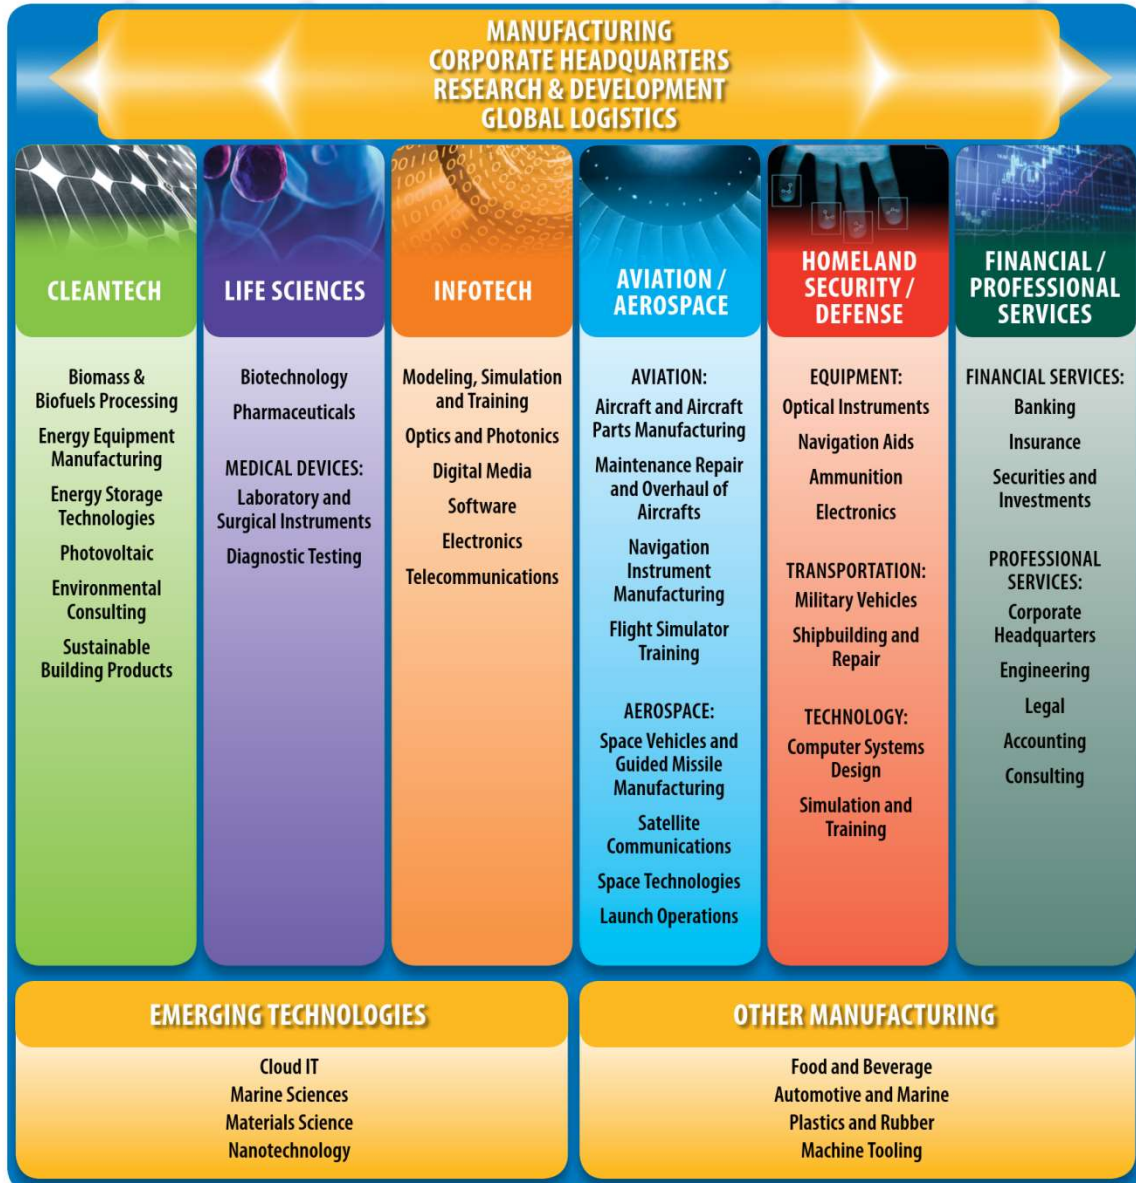 MANUFACTURING
CORPORATE HEADQUARTERS
RESEARCH & DEVELOPMENT
GLOBAL LOGISTICS
CLEANTECH
Biomass &
Biofuels Processing
Energy Equipment
Manufacturing
Energy Storage
Technologies
Photovoltaic
Environmental
Consulting
Sustainable
Building Products
LIFE SCIENCES
Biotechnology
Pharmaceuticals
MEDICAL DEVICES:
Laboratory and
Surgical Instruments
Diagnostic Testing
INFOTECH
Modeling, Simulation
and Training
Optics and Photonics
Digital Media
Software
Electronics
Telecommunications
AVIATION /
AEROSPACE
AVIATION:
Aircraft and Aircraft
Parts Manufacturing
Maintenance Repair
and Overhaul of
Aircrafts
Navigation
Instrument
Manufacturing
Flight Simulator
Training
AEROSPACE:
Space Vehicles and
Guided Missile
Manufacturing
Satellite
Communications
Space Technologies
Launch Operations
HOMELAND
SECURITY /
DEFENSE
EQUIPMENT:
Optical Instruments
Navigation Aids
Ammunition
Electronics
TRANSPORTATION:
Military Vehicles
Shipbuilding and
Repair
TECHNOLOGY:
Computer Systems
Design
Simulation and
Training
FINANCIAL /
PROFESSIONAL
SERVICES
FINANCIAL SERVICES:
Banking
Insurance
Securities and
Investments
PROFESSIONAL
SERVICES:
Corporate
Headquarters
Engineering
Legal
Accounting
Consulting
EMERGING TECHNOLOGIES
Cloud IT
Marine Sciences
Materials Science
Nanotechnology
OTHER MANUFACTURING
Food and Beverage
Automotive and Marine
Plastics and Rubber
Machine Tooling